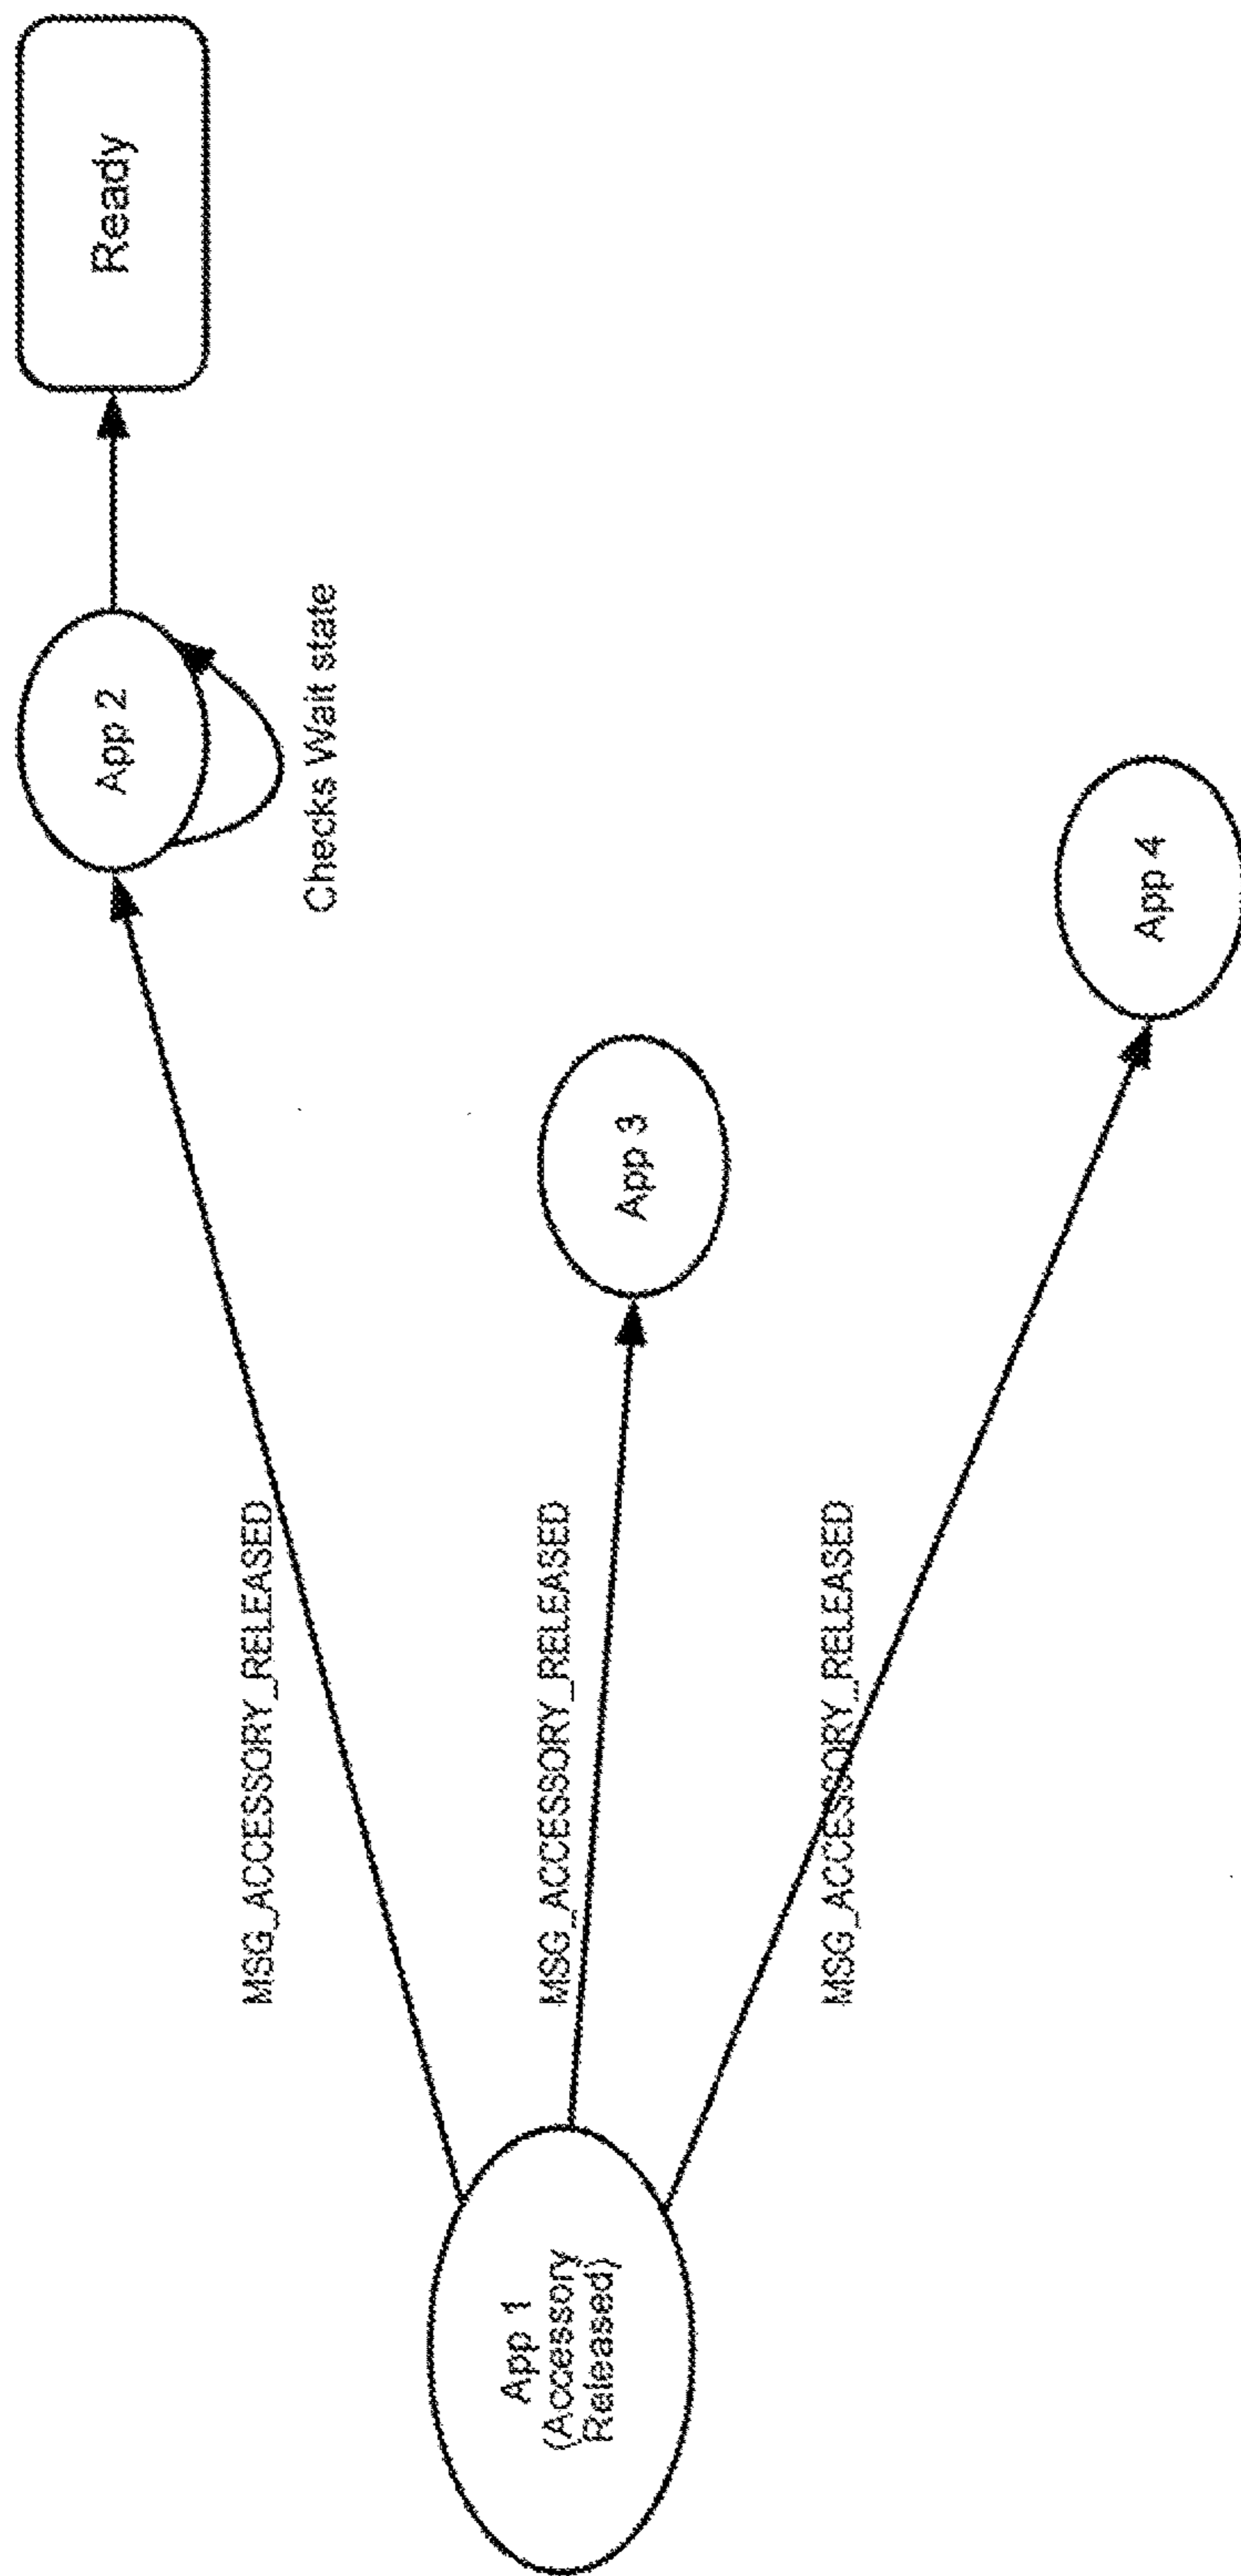 App 1
(Accessory
Released)
MSG_ACCESSORY_RELEASED
MSG_ACCESSORY_RELEASED
MSG_ACCESSORY_RELEASED
App 2
Checks Wait state
App 3
App 4
Ready